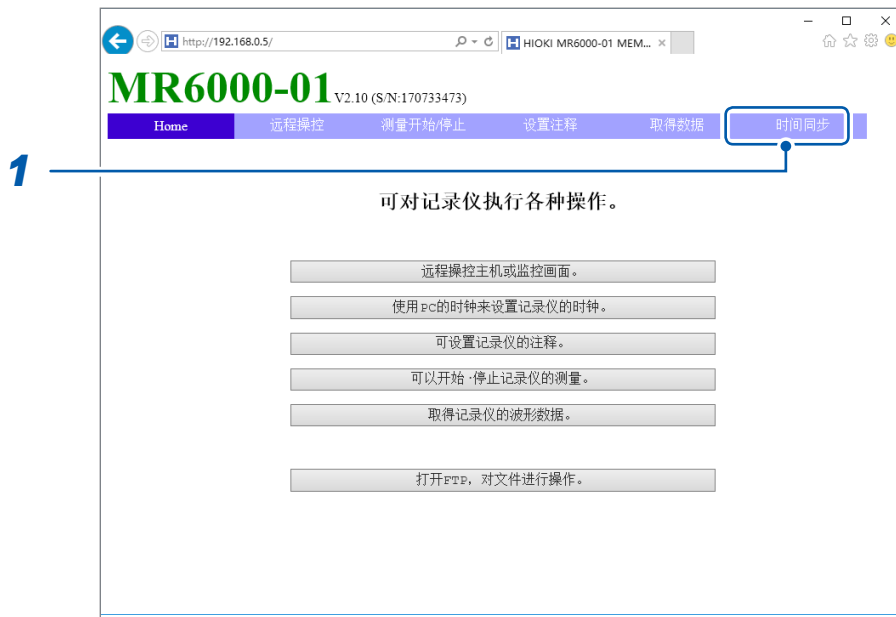 http://192.168.0.5/ HIOKI MR6000-01 MEM...
MR6000-01 V2.10 (S/N:170733473)
Home 远程操控 测量开始/停止 设置注释 取得数据 时间同步
1
可对记录仪执行各种操作。
远程操控主机或监控画面。
使用PC的时钟来设置记录仪的时钟。
可设置记录仪的注释。
可以开始·停止记录仪的测量。
取得记录仪的波形数据。
打开FTP，对文件进行操作。